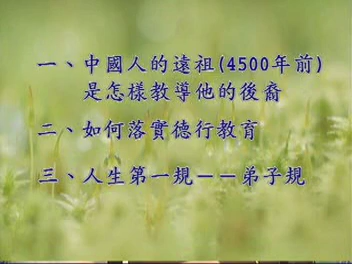 一、中國人的遠祖(4500年前)
是怎樣教導他的後裔
二、如何落實德行教育
三、人生第一規——弟子規